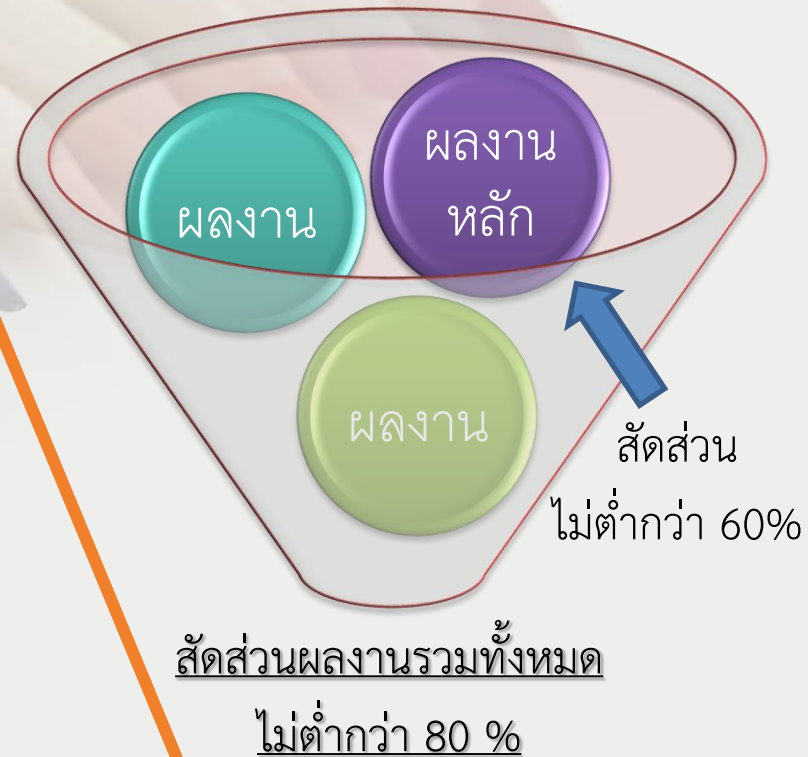 ผลงาน
หลัก
ผลงาน
ผลงาน
สัดส่วน
ไม่ต่ำกว่า 60%
สัดส่วนผลงานรวมทั้งหมด
ไม่ต่ำกว่า 80 %